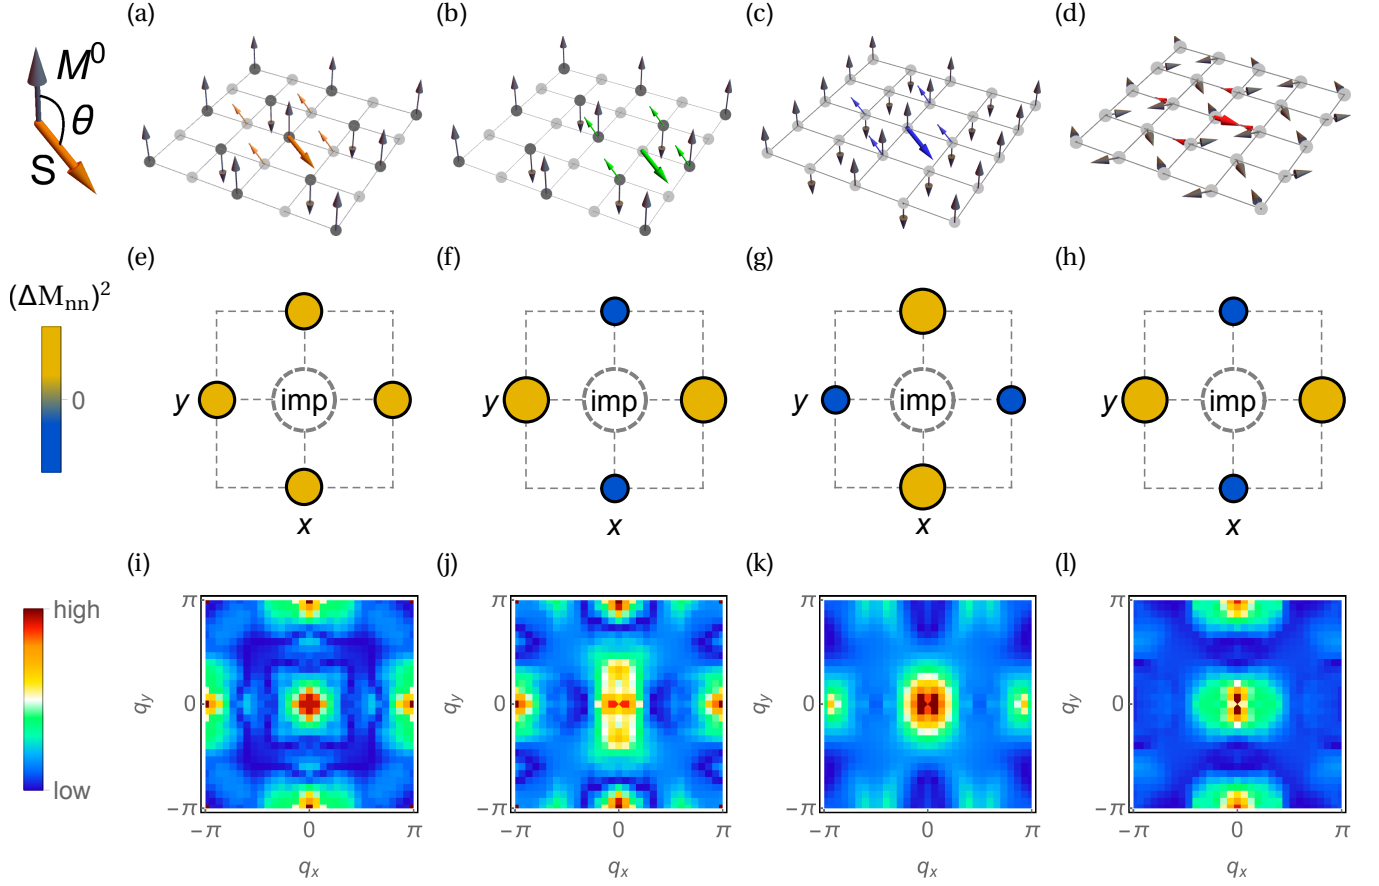 (a) (b) (c) (d)
M⁰
θ
S
(e) (f) (g) (h)
(ΔMₙₙ)²
0
y imp y imp y imp y imp
x x x x
(i) (j) (k) (l)
high
low
π π π π
qy 0 qy 0 qy 0 qy 0
−π −π −π −π
−π 0 π −π 0 π −π 0 π −π 0 π
qₓ qₓ qₓ qₓ